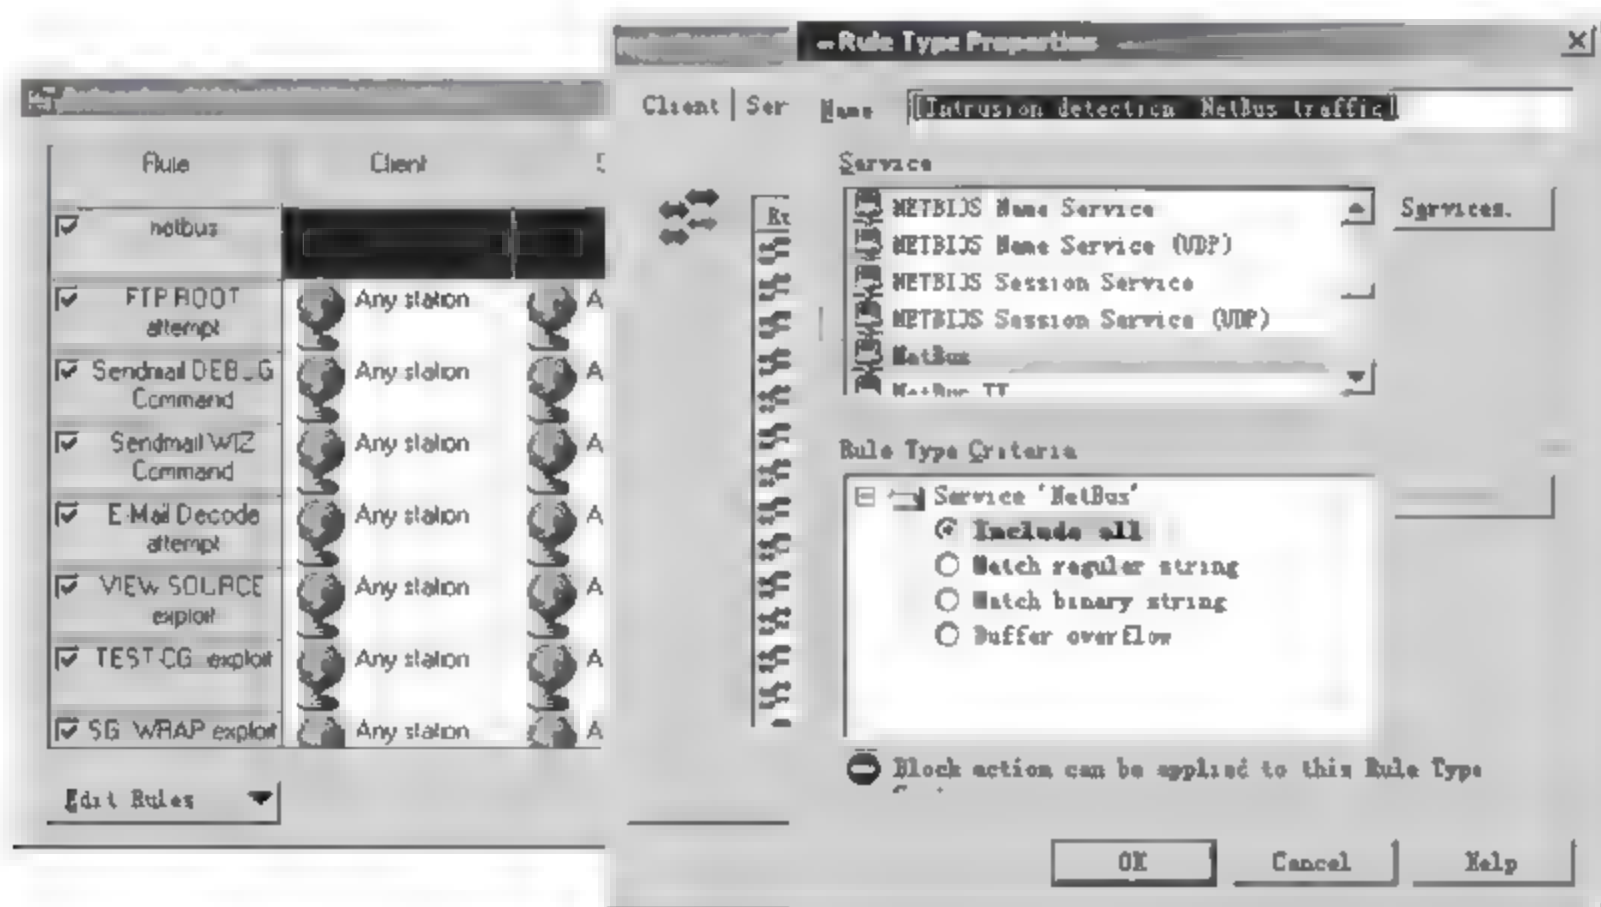 Rule Client
netbus
FTP ROOT
attempt
Any station A
Sendmail DEBUG
Command
Any station A
Sendmail WIZ
Command
Any station A
E-Mail Decode
attempt
Any station A
VIEW SOURCE
exploit
Any station A
TEST-CG exploit
Any station A
SG WRAP exploit
Any station A
Edit Rules
Client Ser
Rule Type Properties
Name Intrusion detection NetBus traffic
Service
NETBIOS Name Service
NETBIOS Name Service (UDP)
NETBIOS Session Service
NETBIOS Session Service (UDP)
NetBus
Services.
Rule Type Criteria
Service 'NetBus'
Include all
Match regular string
Match binary string
Buffer overflow
Block action can be applied to this Rule Type
OK Cancel Help